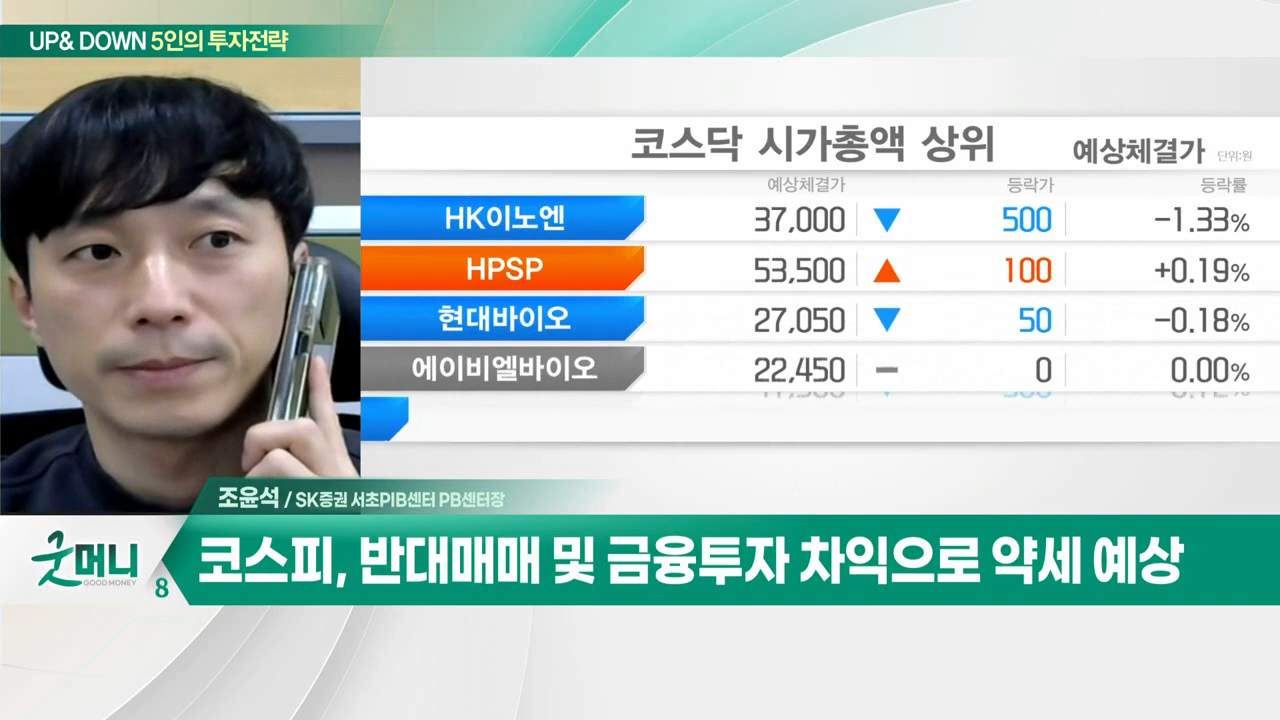 UP& DOWN 5인의 투자전략
코스닥 시가총액 상위 예상체결가 단위:원
예상체결가 등락가 등락률
HK이노엔 37,000 ▼ 500 -1.33%
HPSP 53,500 ▲ 100 +0.19%
현대바이오 27,050 ▼ 50 -0.18%
에이비엘바이오 22,450 - 0 0.00%
조윤석 / SK증권 서초PIB센터 PB센터장
굿머니 GOOD MONEY 8
코스피, 반대매매 및 금융투자 차익으로 약세 예상